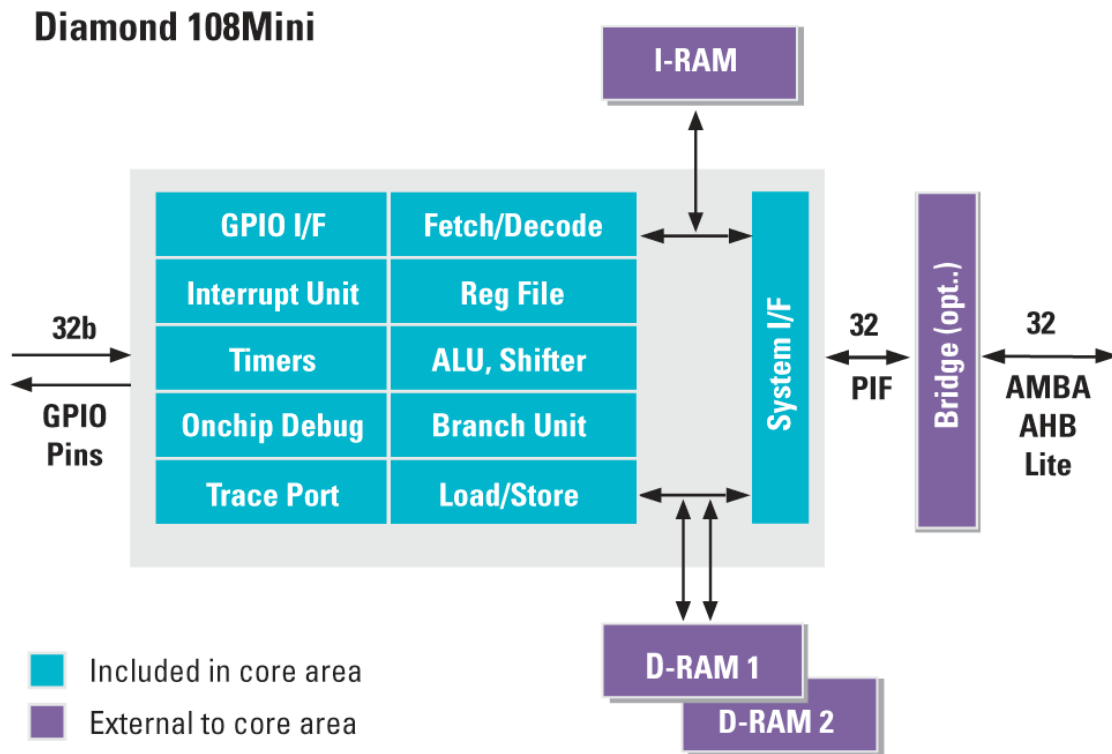 Diamond 108Mini
I-RAM
GPIO I/F
Fetch/Decode
Interrupt Unit
Reg File
Timers
ALU, Shifter
Onchip Debug
Branch Unit
Trace Port
Load/Store
32b
GPIO
Pins
System I/F
32
PIF
Bridge (opt..)
32
AMBA
AHB
Lite
D-RAM 1
D-RAM 2
Included in core area
External to core area